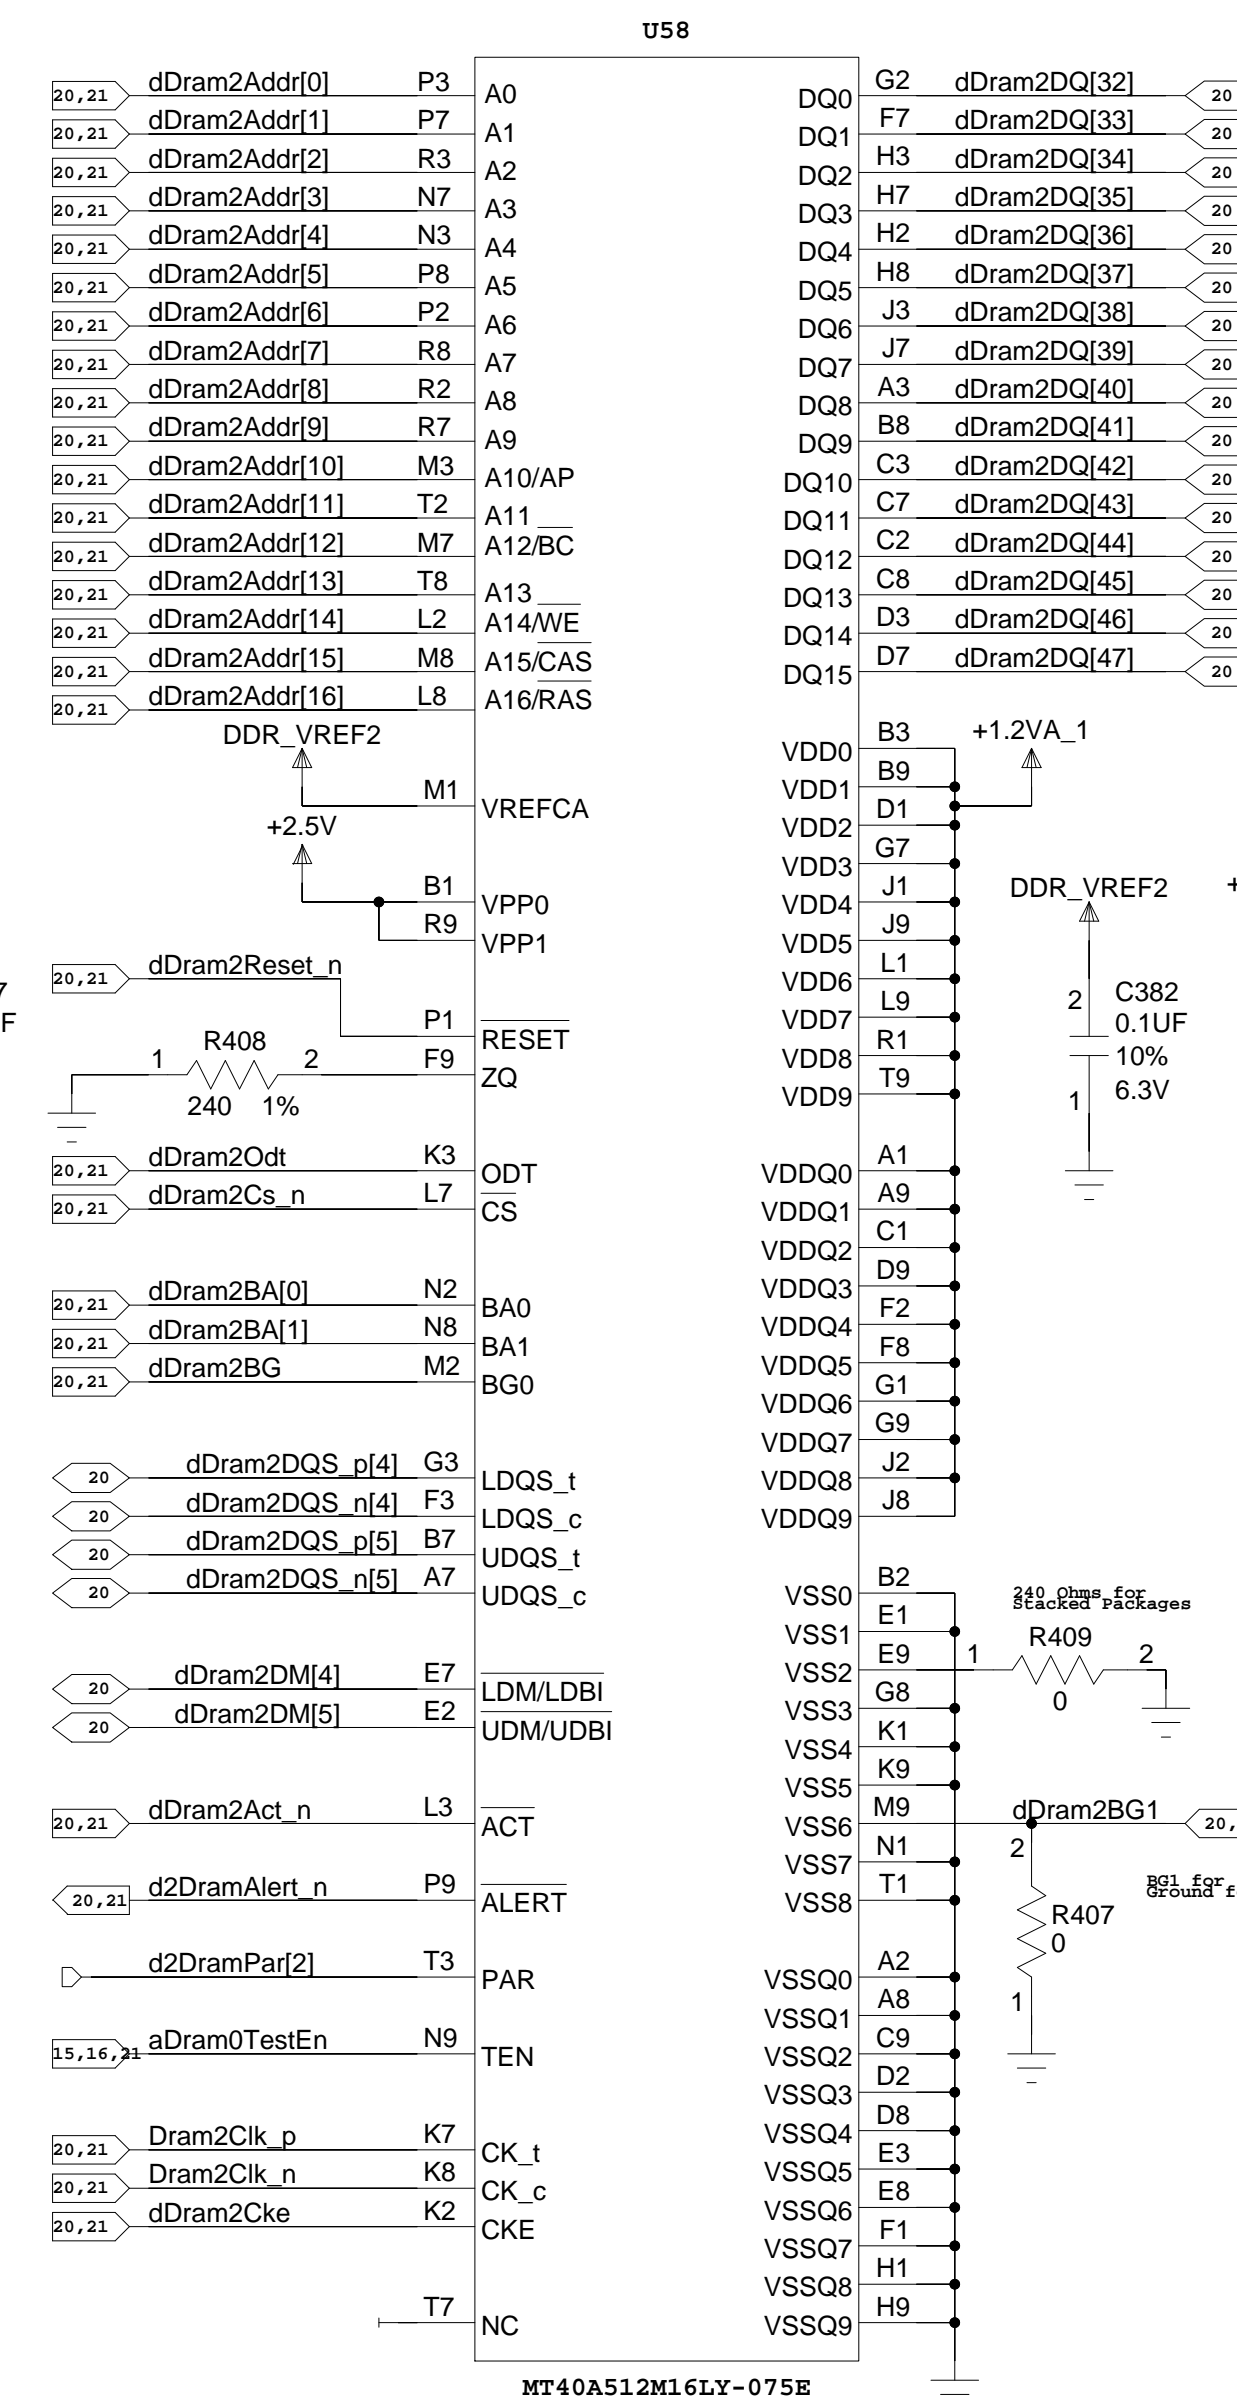 U58
20,21 dDram2Addr[0] P3 A0 DQ0 G2 dDram2DQ[32] 20
20,21 dDram2Addr[1] P7 A1 DQ1 F7 dDram2DQ[33] 20
20,21 dDram2Addr[2] R3 A2 DQ2 H3 dDram2DQ[34] 20
20,21 dDram2Addr[3] N7 A3 DQ3 H7 dDram2DQ[35] 20
20,21 dDram2Addr[4] N3 A4 DQ4 H2 dDram2DQ[36] 20
20,21 dDram2Addr[5] P8 A5 DQ5 H8 dDram2DQ[37] 20
20,21 dDram2Addr[6] P2 A6 DQ6 J3 dDram2DQ[38] 20
20,21 dDram2Addr[7] R8 A7 DQ7 J7 dDram2DQ[39] 20
20,21 dDram2Addr[8] R2 A8 DQ8 A3 dDram2DQ[40] 20
20,21 dDram2Addr[9] R7 A9 DQ9 B8 dDram2DQ[41] 20
20,21 dDram2Addr[10] M3 A10/AP DQ10 C3 dDram2DQ[42] 20
20,21 dDram2Addr[11] T2 A11 DQ11 C7 dDram2DQ[43] 20
20,21 dDram2Addr[12] M7 A12/BC DQ12 C2 dDram2DQ[44] 20
20,21 dDram2Addr[13] T8 A13 DQ13 C8 dDram2DQ[45] 20
20,21 dDram2Addr[14] L2 A14/WE DQ14 D3 dDram2DQ[46] 20
20,21 dDram2Addr[15] M8 A15/CAS DQ15 D7 dDram2DQ[47] 20
20,21 dDram2Addr[16] L8 A16/RAS
DDR_VREF2 VDD0 B3 +1.2VA_1
M1 VREFCA VDD1 B9
+2.5V VDD2 D1
VDD3 G7
B1 VPP0 VDD4 J1 DDR_VREF2 +
R9 VPP1 VDD5 J9
20,21 dDram2Reset_n VDD6 L1
7 VDD7 L9 2 C382
F P1 RESET VDD8 R1 0.1UF
1 R408 2 F9 ZQ VDD9 T9 10%
240 1% 1 6.3V
20,21 dDram2Odt K3 ODT VDDQ0 A1
20,21 dDram2Cs_n L7 CS VDDQ1 A9
VDDQ2 C1
20,21 dDram2BA[0] N2 BA0 VDDQ3 D9
20,21 dDram2BA[1] N8 BA1 VDDQ4 F2
20,21 dDram2BG M2 BG0 VDDQ5 F8
VDDQ6 G1
VDDQ7 G9
20 dDram2DQS_p[4] G3 LDQS_t VDDQ8 J2
20 dDram2DQS_n[4] F3 LDQS_c VDDQ9 J8
20 dDram2DQS_p[5] B7 UDQS_t
20 dDram2DQS_n[5] A7 UDQS_c VSS0 B2 240 Ohms for
VSS1 E1 Stacked Packages
VSS2 E9 1 R409 2
20 dDram2DM[4] E7 LDM/LDBI VSS3 G8 0
20 dDram2DM[5] E2 UDM/UDBI VSS4 K1
VSS5 K9
20,21 dDram2Act_n L3 ACT VSS6 M9 dDram2BG1 20,
VSS7 N1 2
20,21 d2DramAlert_n P9 ALERT VSS8 T1 BG1 for
Ground f
R407
0
d2DramPar[2] T3 PAR VSSQ0 A2
VSSQ1 A8 1
15,16,21 aDram0TestEn N9 TEN VSSQ2 C9
VSSQ3 D2
20,21 Dram2Clk_p K7 CK_t VSSQ4 D8
20,21 Dram2Clk_n K8 CK_c VSSQ5 E3
20,21 dDram2Cke K2 CKE VSSQ6 E8
VSSQ7 F1
VSSQ8 H1
T7 NC VSSQ9 H9
MT40A512M16LY-075E